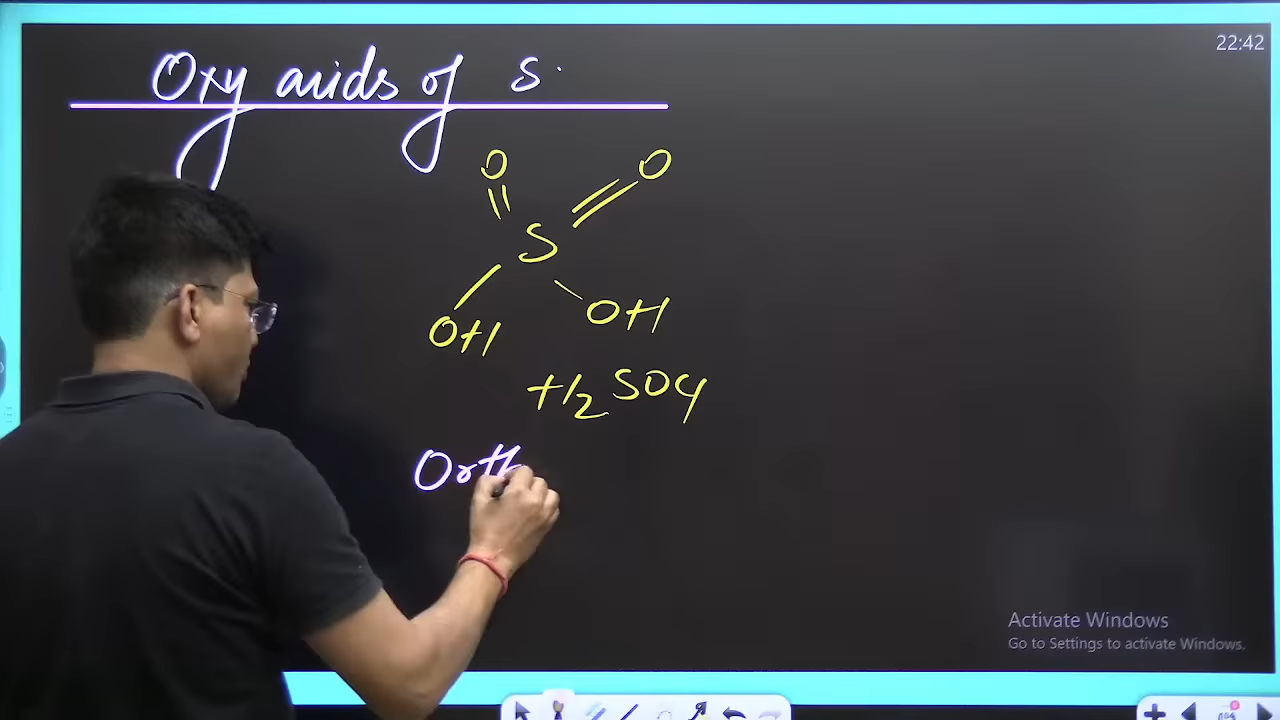 22:42
Oxy acids of S.
O O
S
OH OH
H2SO4
Orth
Activate Windows
Go to Settings to activate Windows.